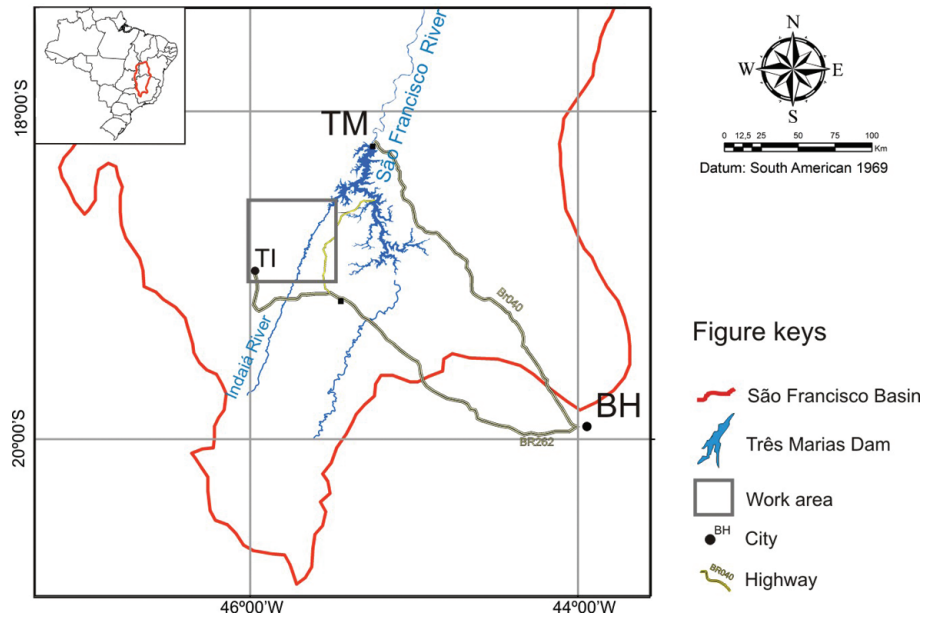 N
W E
S
0 12,5 25 50 75 100
Km
Datum: South American 1969
18°00'S
20°00'S
46°00'W
44°00'W
São Francisco River
TM
TI
Indaiá River
Br040
BR262
BH
Figure keys
São Francisco Basin
Três Marias Dam
Work area
BH City
BR040 Highway